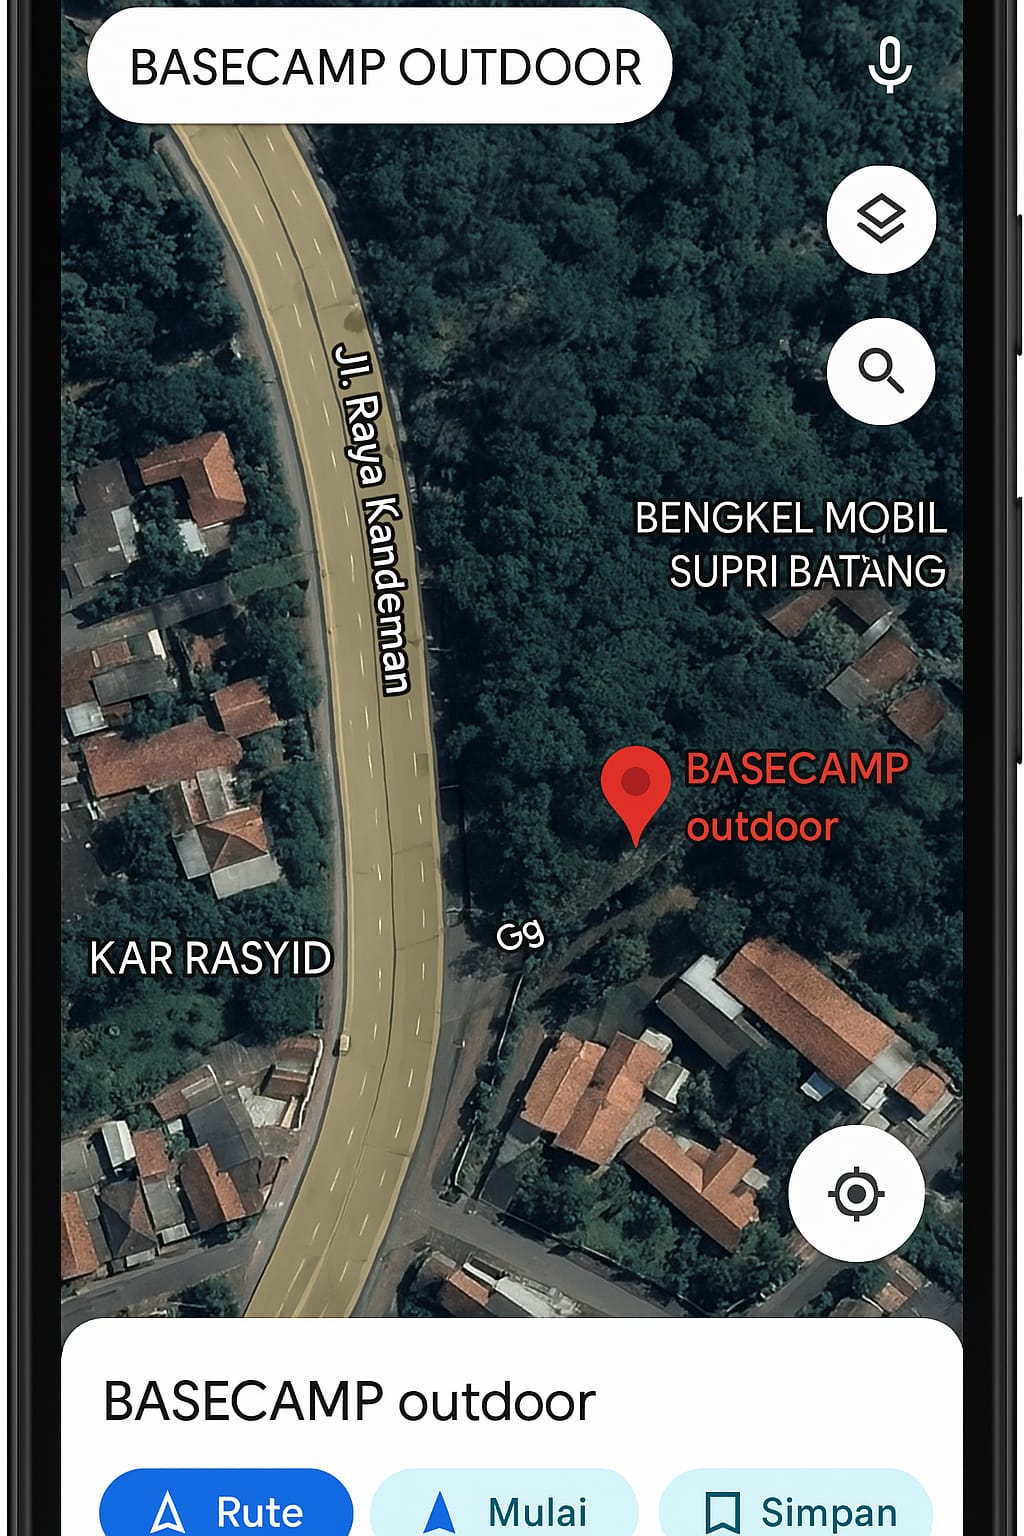 BASECAMP OUTDOOR
Jl. Raya Kandeman
BENGKEL MOBIL
SUPRI BATANG
BASECAMP
outdoor
Gg
KAR RASYID
BASECAMP outdoor
Rute
Mulai
Simpan